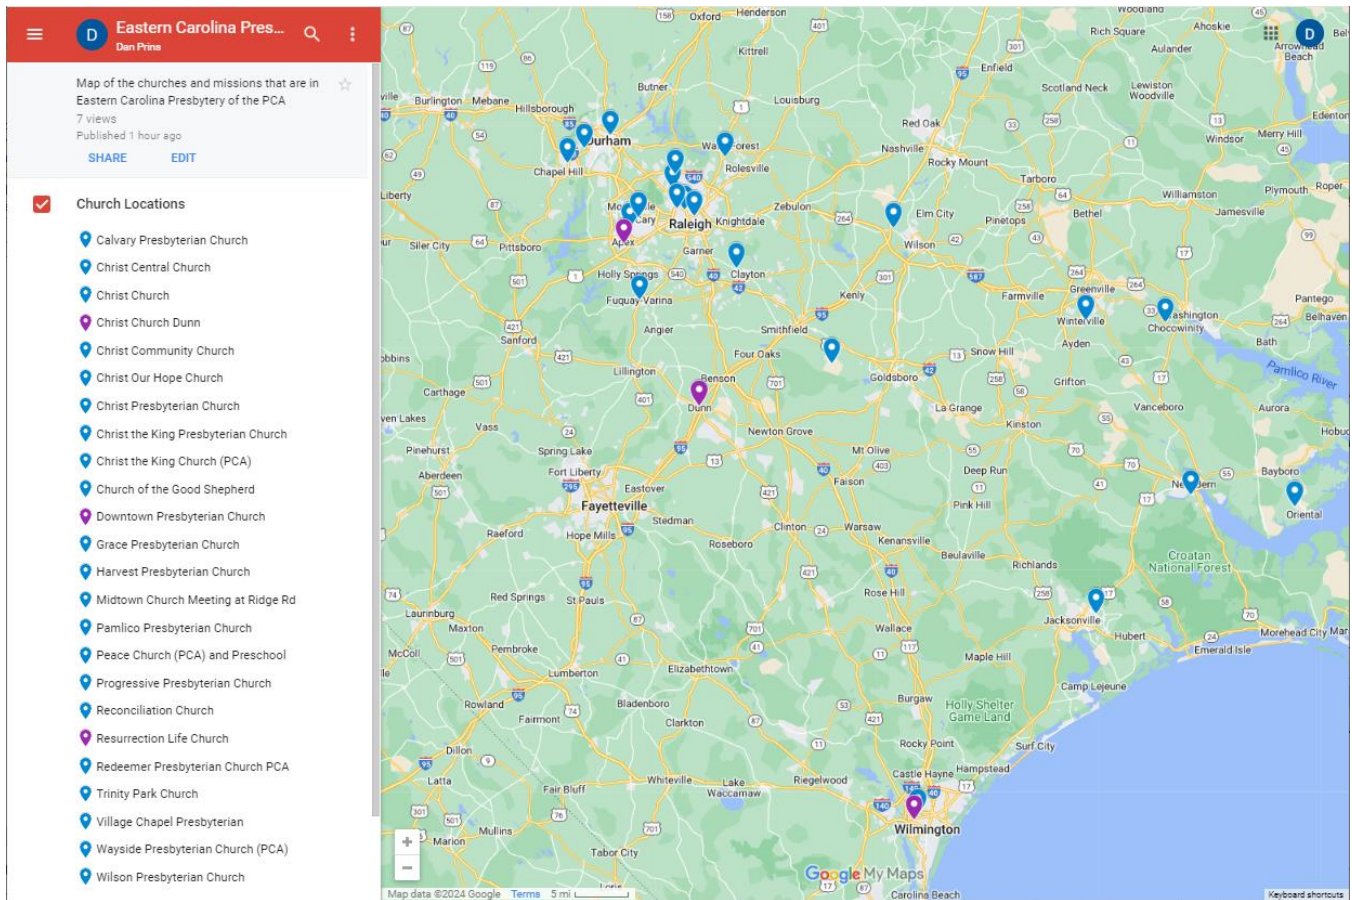 Eastern Carolina Pres...
D
Dan Prins
Map of the churches and missions that are in
Eastern Carolina Presbytery of the PCA
7 views
Published 1 hour ago
SHARE EDIT
Church Locations
Calvary Presbyterian Church
Christ Central Church
Christ Church
Christ Church Dunn
Christ Community Church
Christ Our Hope Church
Christ Presbyterian Church
Christ the King Presbyterian Church
Christ the King Church (PCA)
Church of the Good Shepherd
Downtown Presbyterian Church
Grace Presbyterian Church
Harvest Presbyterian Church
Midtown Church Meeting at Ridge Rd
Pamlico Presbyterian Church
Peace Church (PCA) and Preschool
Progressive Presbyterian Church
Reconciliation Church
Resurrection Life Church
Redeemer Presbyterian Church PCA
Trinity Park Church
Village Chapel Presbyterian
Wayside Presbyterian Church (PCA)
Wilson Presbyterian Church
Oxford Henderson
Woodland
Ahoskie
Rich Square
Aulander
D
Kittrell
Beach
Enfield
Scotland Neck
Lewiston
Woodville
Butner
Louisburg
Burlington Mebane Hillsborough
Red Oak
Windsor
Merry Hill
Edenton
Durham
Nashville
Rocky Mount
Chapel Hill
Rolesville
Tarboro
Liberty
Williamston
Plymouth
Roper
Zebulon
Elm City
Pinetops
Bethel
Jamesville
Cary
Raleigh
Knightdale
Siler City
Pittsboro
Apex
Garner
Wilson
Holly Springs
Clayton
Greenville
Fuquay-Varina
Kenly
Farmville
Pantego
Winterville
Chocowinity
Belhaven
Angier
Smithfield
Sanford
Ayden
Bath
Four Oaks
Snow Hill
Lillington
Benson
Goldsboro
Grifton
Pamlico River
Carthage
Dunn
La Grange
Vanceboro
Aurora
Vass
Newton Grove
Kinston
Pinehurst
Spring Lake
Mt Olive
Aberdeen
Fort Liberty
Faison
Deep Run
Bayboro
Eastover
Pink Hill
Fayetteville
Oriental
Stedman
Clinton
Warsaw
Raeford
Hope Mills
Roseboro
Kenansville
Beulaville
Croatan
National Forest
Richlands
Red Springs
St Pauls
Rose Hill
Laurinburg
Jacksonville
Maxton
Wallace
Hubert
Morehead City
McColl
Pembroke
Maple Hill
Emerald Isle
Lumberton
Elizabethtown
Burgaw
Camp Lejeune
Rowland
Bladenboro
Holly Shelter
Game Land
Fairmont
Clarkton
Rocky Point
Surf City
Dillon
Hampstead
Latta
Whiteville
Lake
Waccamaw
Riegelwood
Castle Hayne
Fair Bluff
Wilmington
Marion
Mullins
Tabor City
Google My Maps
Carolina Beach
Map data ©2024 Google Terms 5 mi
Keyboard shortcuts